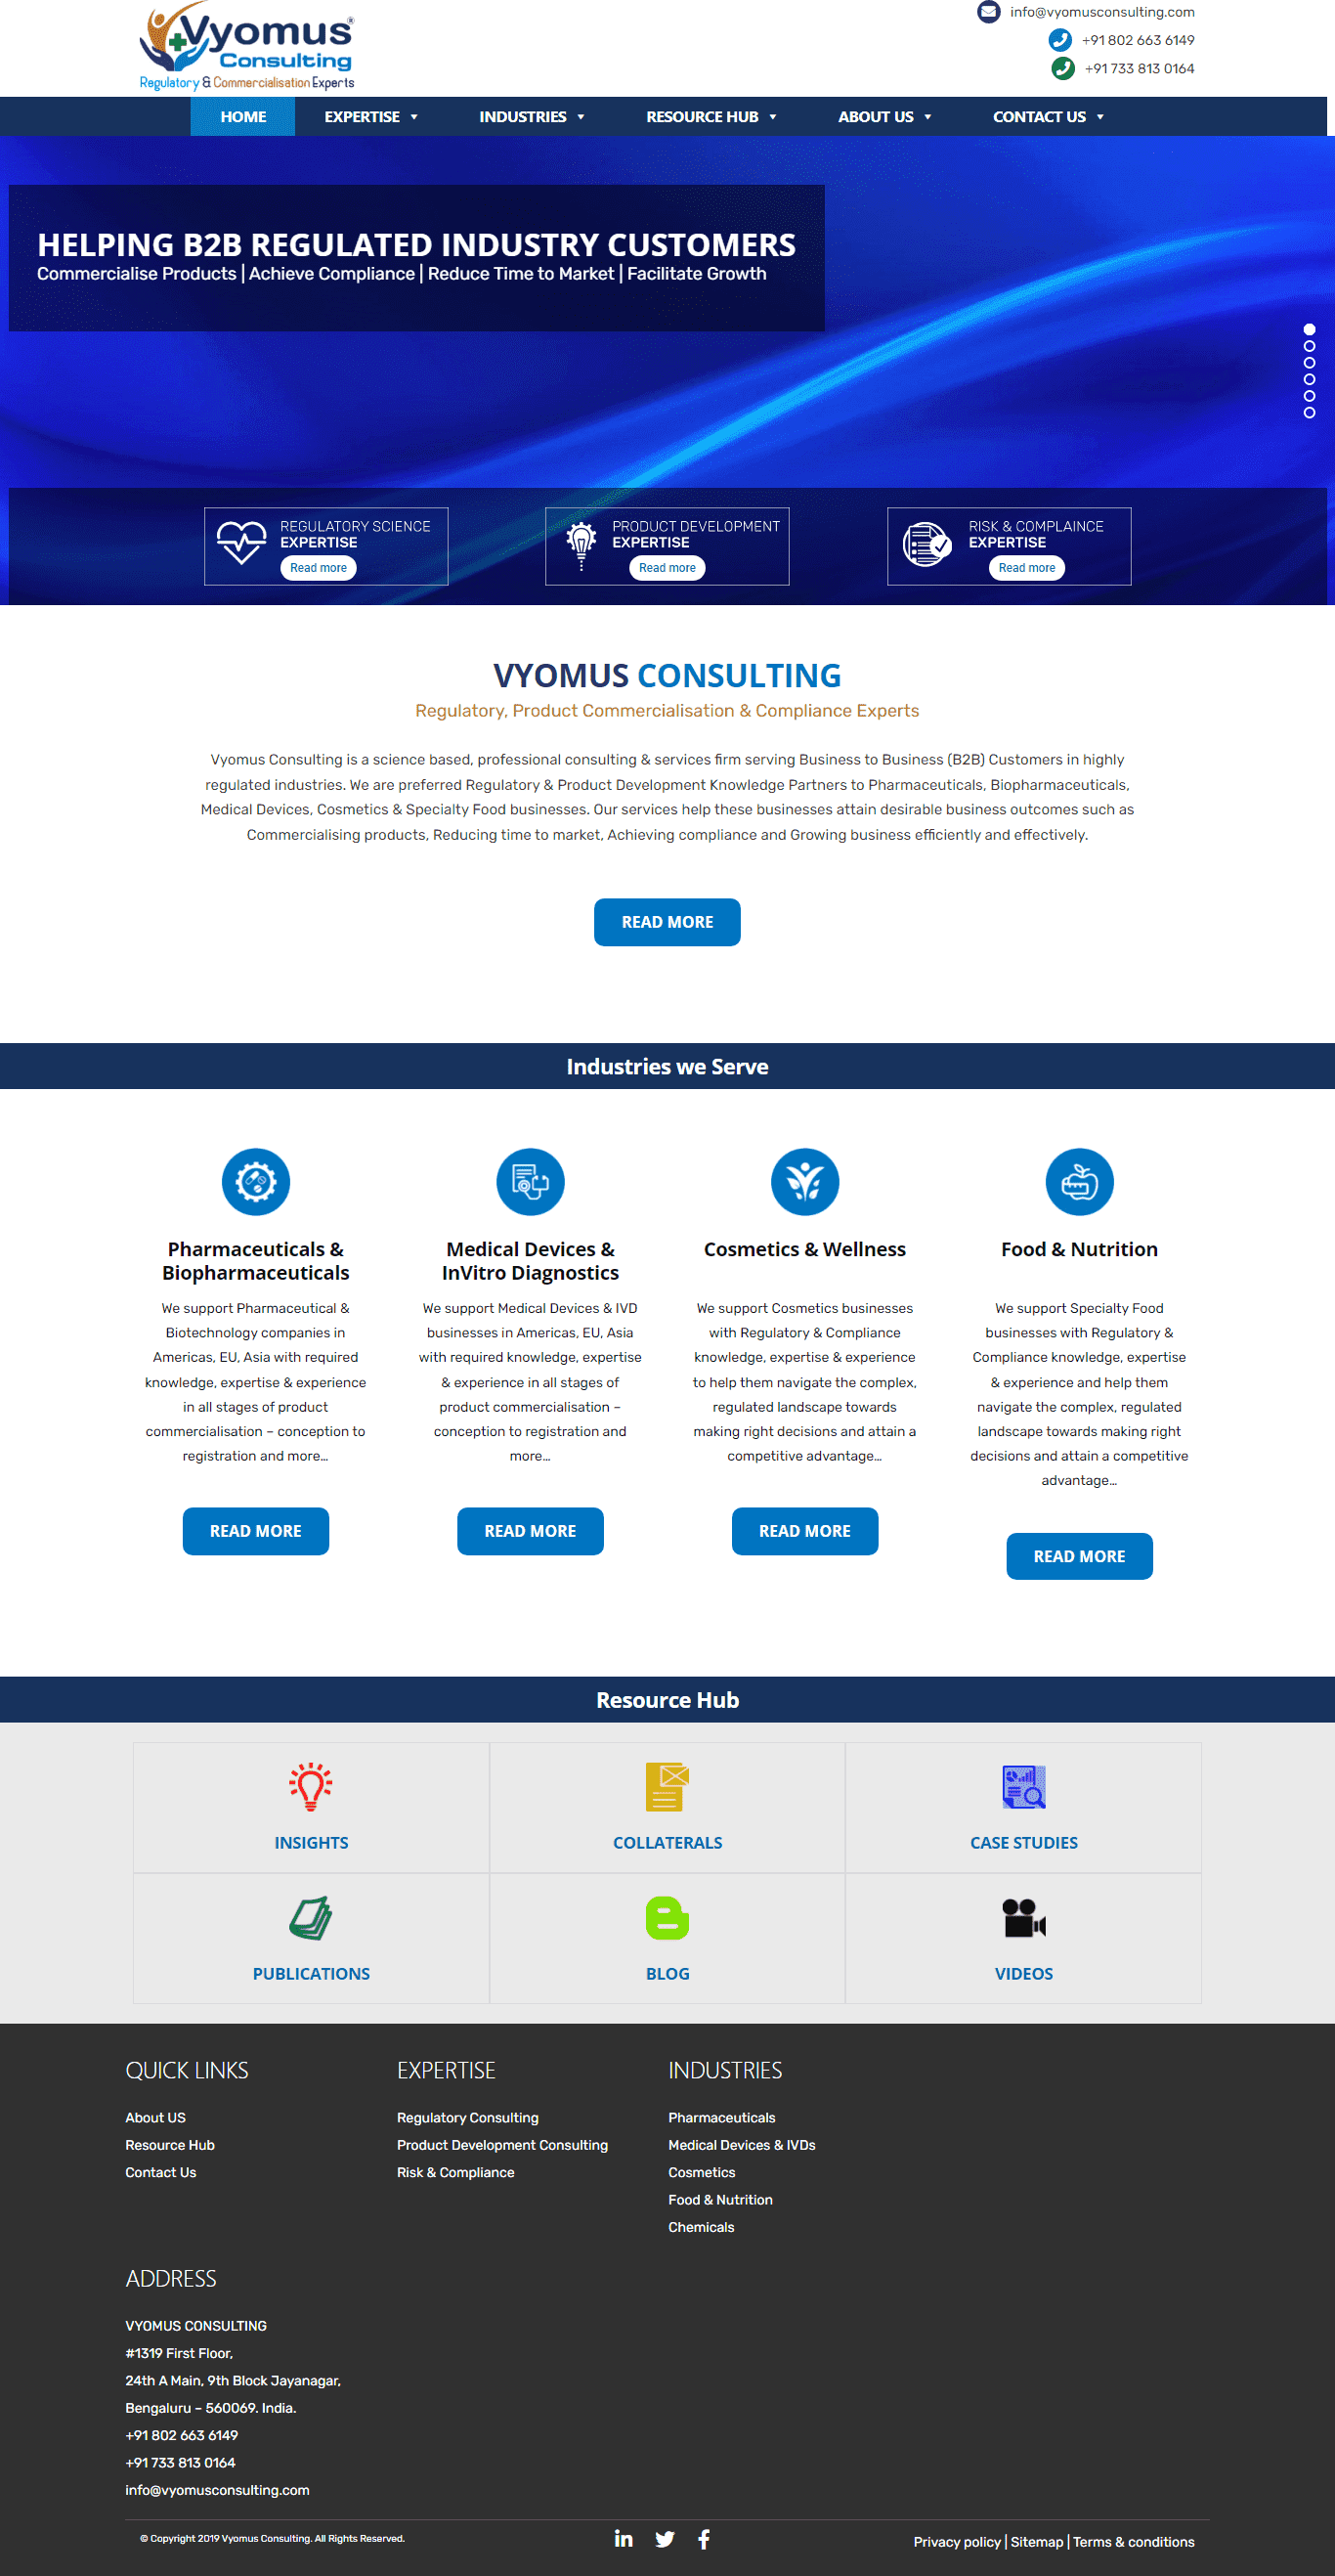 Vyomus®
Consulting
Regulatory & Commercialisation Experts
info@vyomusconsulting.com
+91 802 663 6149
+91 733 813 0164
HOME EXPERTISE INDUSTRIES RESOURCE HUB ABOUT US CONTACT US
HELPING B2B REGULATED INDUSTRY CUSTOMERS
Commercialise Products | Achieve Compliance | Reduce Time to Market | Facilitate Growth
REGULATORY SCIENCE
EXPERTISE
Read more
PRODUCT DEVELOPMENT
EXPERTISE
Read more
RISK & COMPLAINCE
EXPERTISE
Read more
VYOMUS CONSULTING
Regulatory, Product Commercialisation & Compliance Experts
Vyomus Consulting is a science based, professional consulting & services firm serving Business to Business (B2B) Customers in highly
regulated industries. We are preferred Regulatory & Product Development Knowledge Partners to Pharmaceuticals, Biopharmaceuticals,
Medical Devices, Cosmetics & Specialty Food businesses. Our services help these businesses attain desirable business outcomes such as
Commercialising products, Reducing time to market, Achieving compliance and Growing business efficiently and effectively.
READ MORE
Industries we Serve
Pharmaceuticals &
Biopharmaceuticals
We support Pharmaceutical &
Biotechnology companies in
Americas, EU, Asia with required
knowledge, expertise & experience
in all stages of product
commercialisation – conception to
registration and more…
READ MORE
Medical Devices &
InVitro Diagnostics
We support Medical Devices & IVD
businesses in Americas, EU, Asia
with required knowledge, expertise
& experience in all stages of
product commercialisation –
conception to registration and
more…
READ MORE
Cosmetics & Wellness
We support Cosmetics businesses
with Regulatory & Compliance
knowledge, expertise & experience
to help them navigate the complex,
regulated landscape towards
making right decisions and attain a
competitive advantage…
READ MORE
Food & Nutrition
We support Specialty Food
businesses with Regulatory &
Compliance knowledge, expertise
& experience and help them
navigate the complex, regulated
landscape towards making right
decisions and attain a competitive
advantage…
READ MORE
Resource Hub
INSIGHTS
COLLATERALS
CASE STUDIES
PUBLICATIONS
BLOG
VIDEOS
QUICK LINKS
About US
Resource Hub
Contact Us
EXPERTISE
Regulatory Consulting
Product Development Consulting
Risk & Compliance
INDUSTRIES
Pharmaceuticals
Medical Devices & IVDs
Cosmetics
Food & Nutrition
Chemicals
ADDRESS
VYOMUS CONSULTING
#1319 First Floor,
24th A Main, 9th Block Jayanagar,
Bengaluru – 560069. India.
+91 802 663 6149
+91 733 813 0164
info@vyomusconsulting.com
© Copyright 2019 Vyomus Consulting. All Rights Reserved.
Privacy policy | Sitemap | Terms & conditions